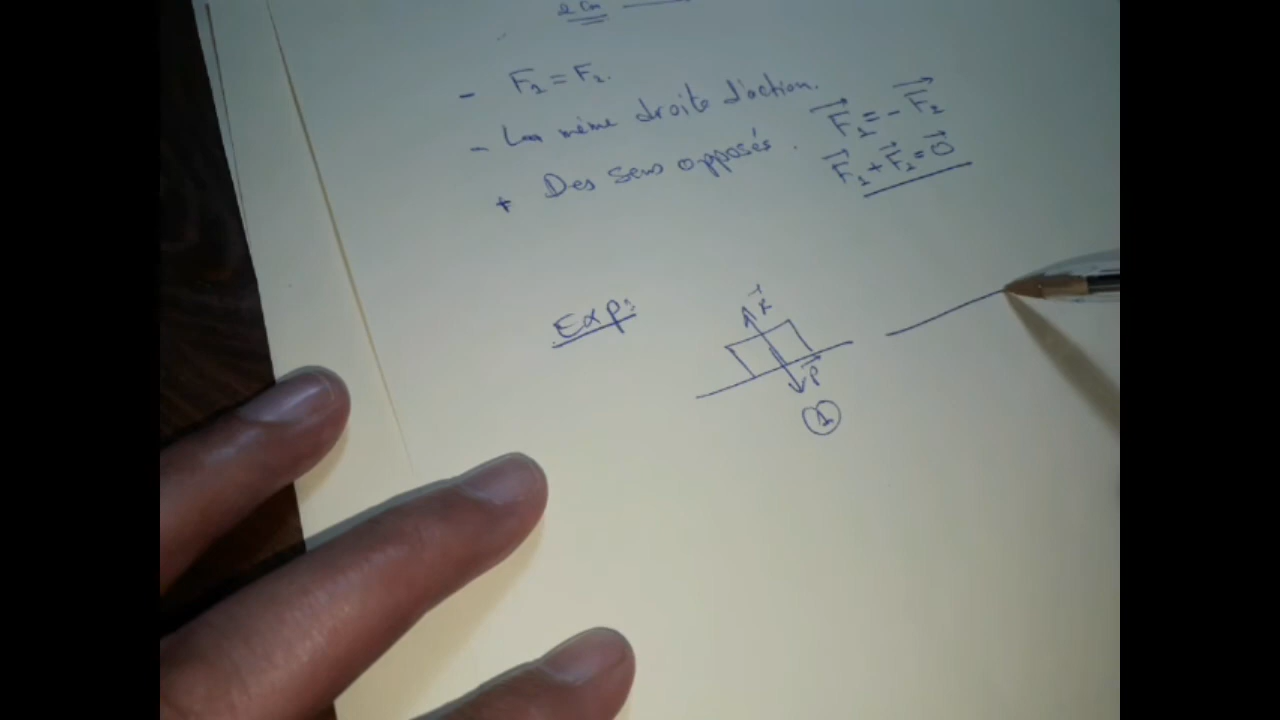 - F₁ = F₂.
- La même droite d'action.
+ Des sens opposés.
F⃗₁ = - F⃗₂
F⃗₁ + F⃗₂ = 0⃗
Exp:
R⃗
P⃗
1